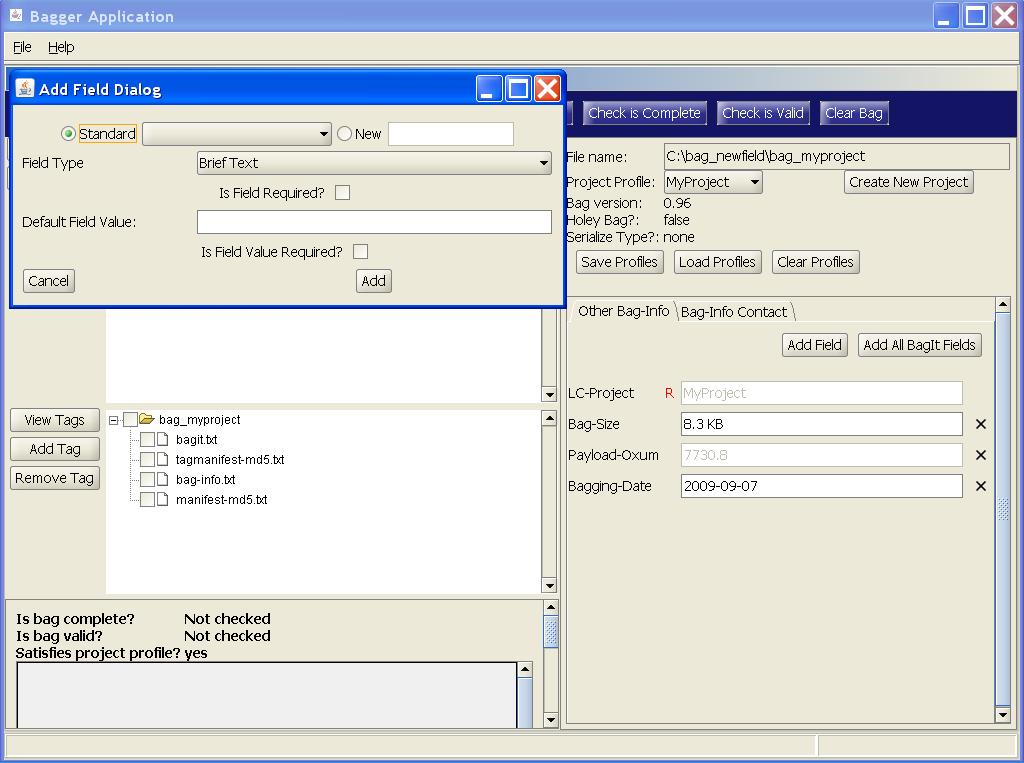 Bagger Application
File Help
Add Field Dialog
Standard New
Field Type Brief Text
Is Field Required?
Default Field Value:
Is Field Value Required?
Cancel Add
Check is Complete Check is Valid Clear Bag
File name: C:\bag_newfield\bag_myproject
Project Profile: MyProject Create New Project
Bag version: 0.96
Holey Bag?: false
Serialize Type?: none
Save Profiles Load Profiles Clear Profiles
Other Bag-Info Bag-Info Contact
Add Field Add All BagIt Fields
LC-Project R MyProject
Bag-Size 8.3 KB
Payload-Oxum 7730.8
Bagging-Date 2009-09-07
View Tags
Add Tag
Remove Tag
bag_myproject
bagit.txt
tagmanifest-md5.txt
bag-info.txt
manifest-md5.txt
Is bag complete? Not checked
Is bag valid? Not checked
Satisfies project profile? yes